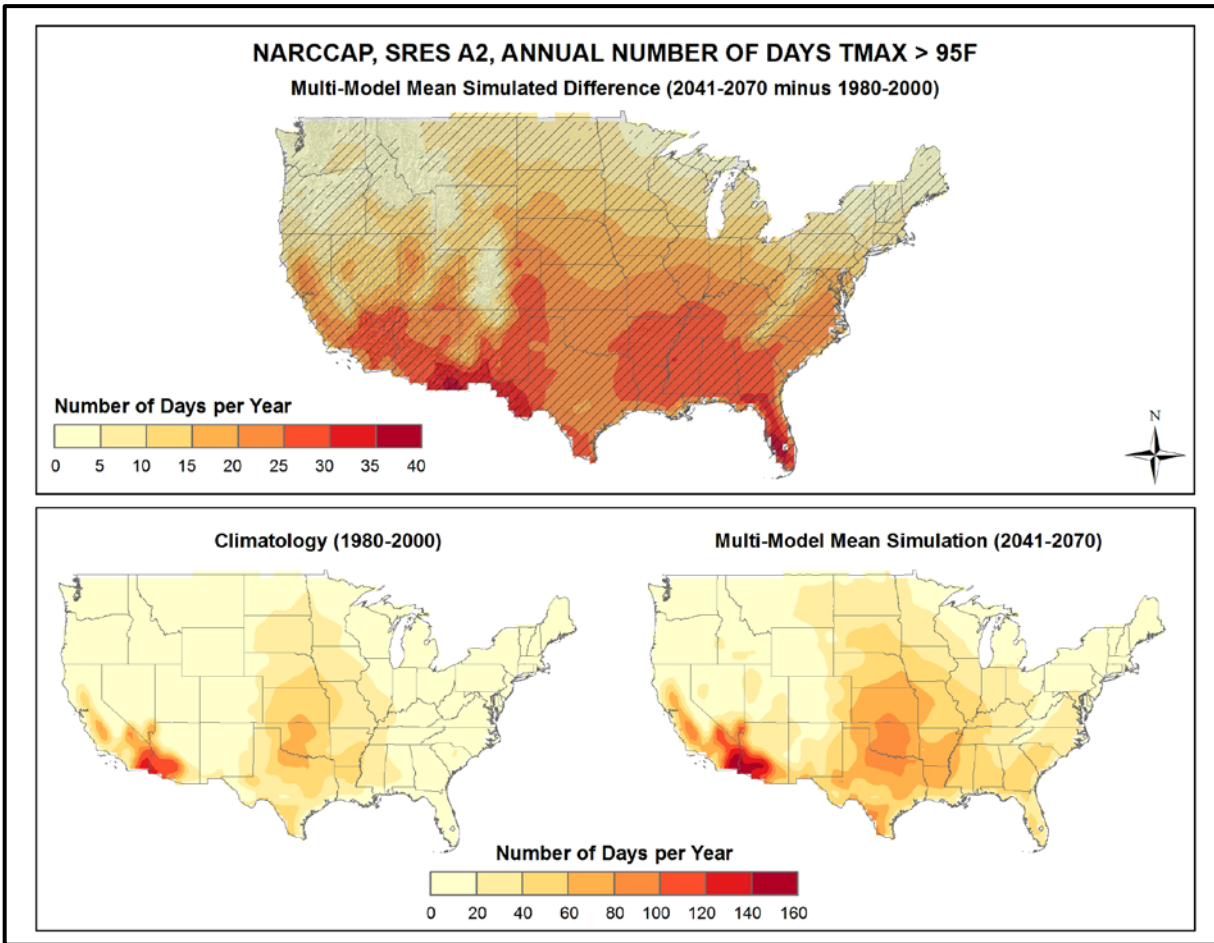 NARCCAP, SRES A2, ANNUAL NUMBER OF DAYS TMAX > 95F
Multi-Model Mean Simulated Difference (2041-2070 minus 1980-2000)
Number of Days per Year
0 5 10 15 20 25 30 35 40
N
Climatology (1980-2000)
Multi-Model Mean Simulation (2041-2070)
Number of Days per Year
0 20 40 60 80 100 120 140 160